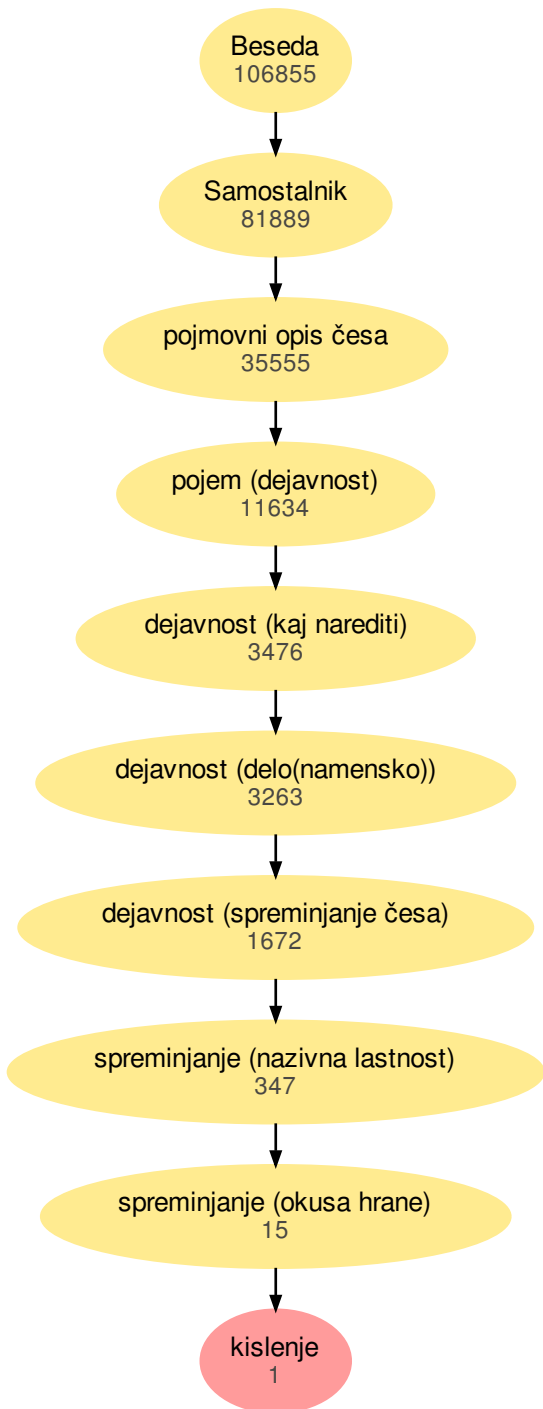 Beseda
106855
Samostalnik
81889
pojmovni opis česa
35555
pojem (dejavnost)
11634
dejavnost (kaj narediti)
3476
dejavnost (delo(namensko))
3263
dejavnost (spreminjanje česa)
1672
spreminjanje (nazivna lastnost)
347
spreminjanje (okusa hrane)
15
kislenje
1